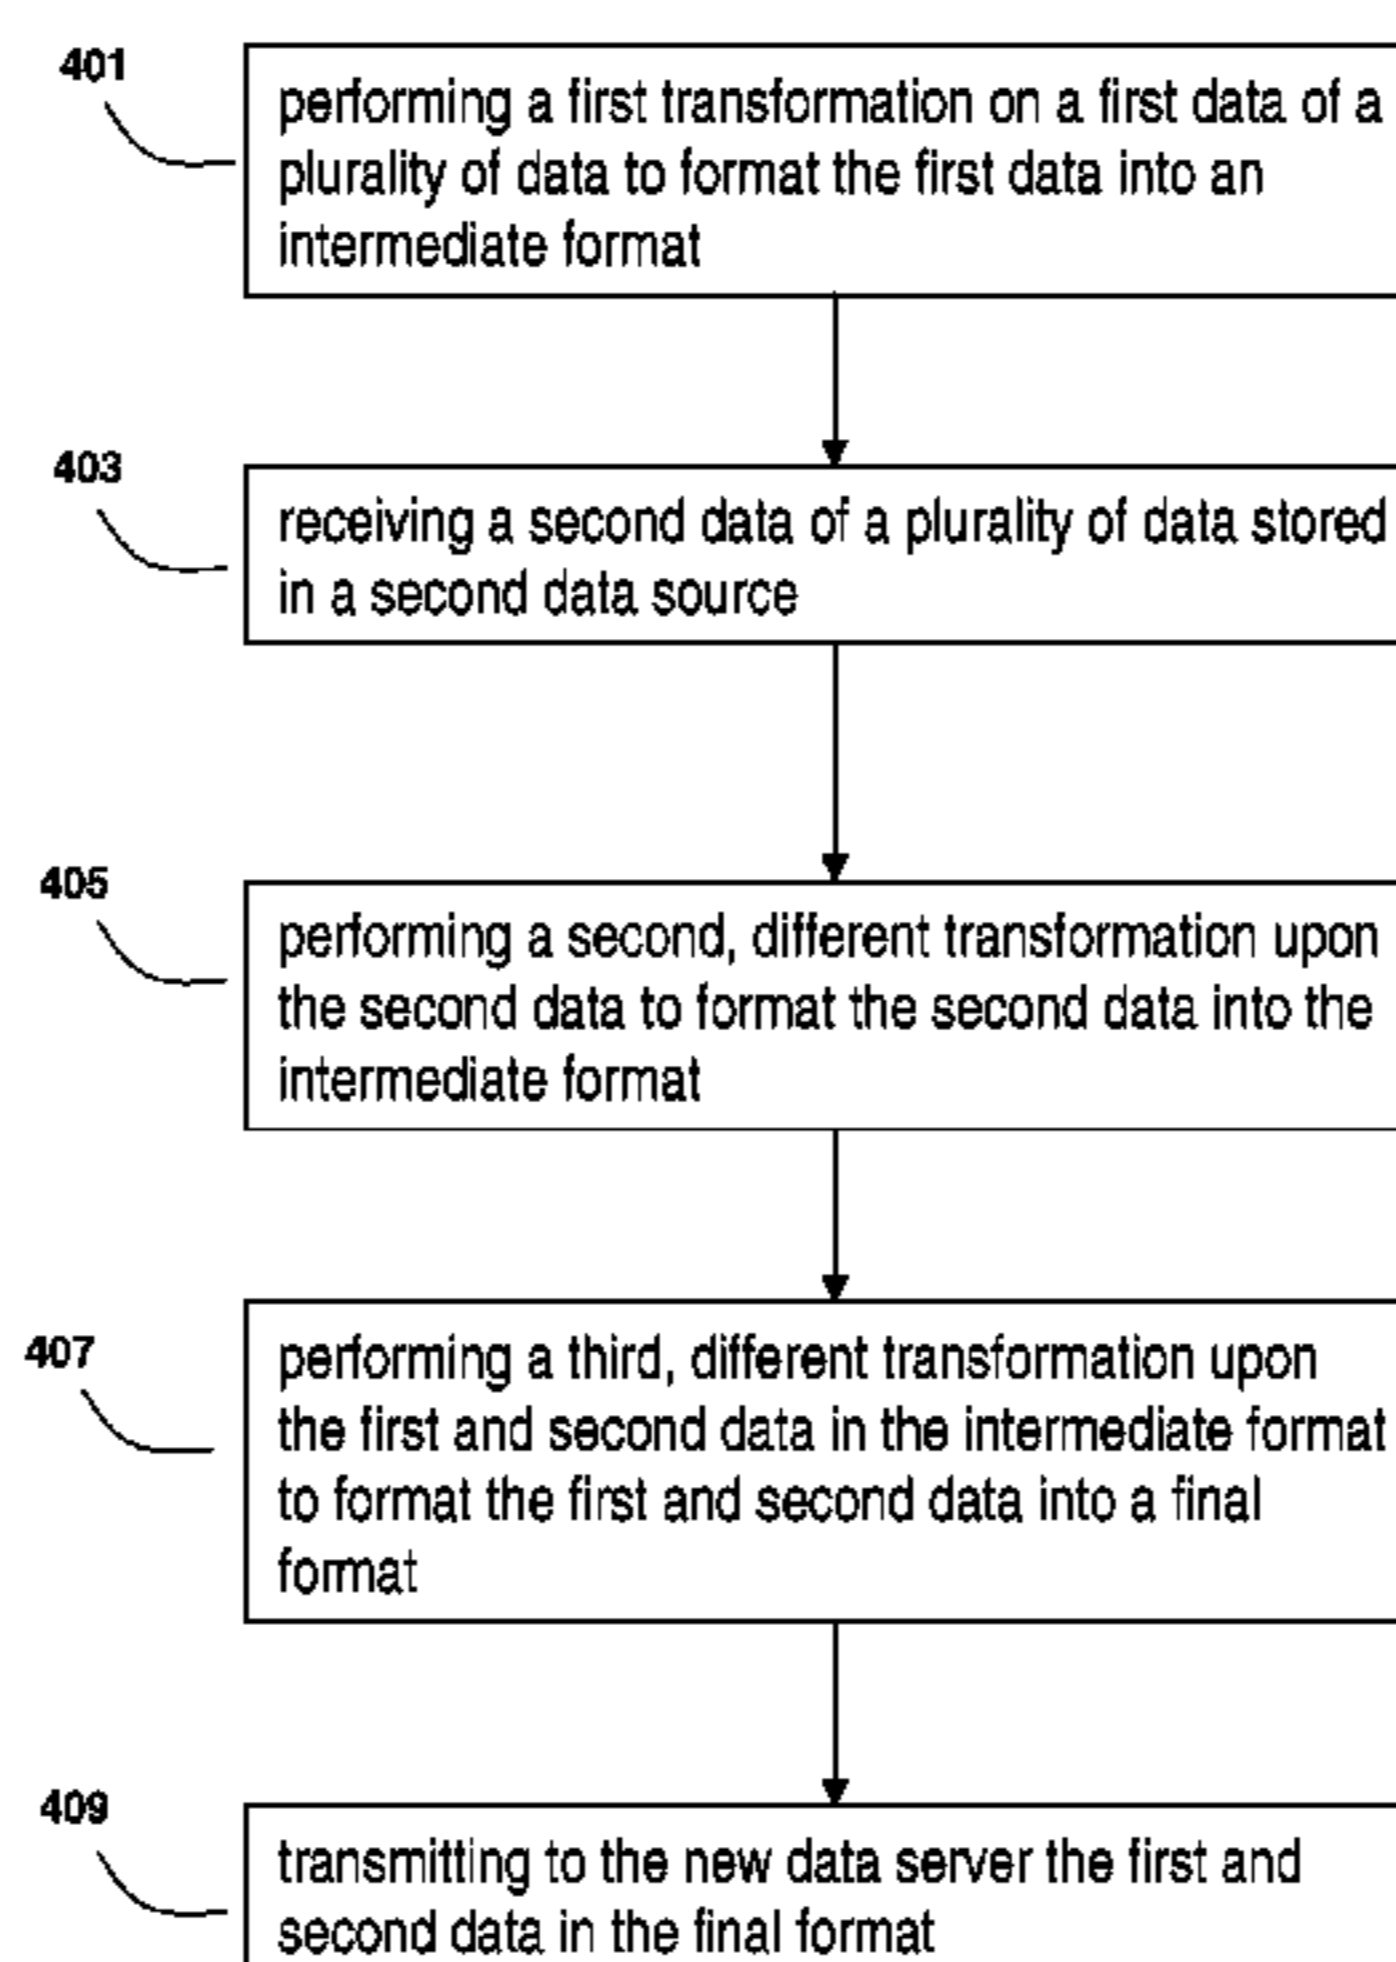 401
performing a first transformation on a first data of a
plurality of data to format the first data into an
intermediate format
403
receiving a second data of a plurality of data stored
in a second data source
405
performing a second, different transformation upon
the second data to format the second data into the
intermediate format
407
performing a third, different transformation upon
the first and second data in the intermediate format
to format the first and second data into a final
format
409
transmitting to the new data server the first and
second data in the final format